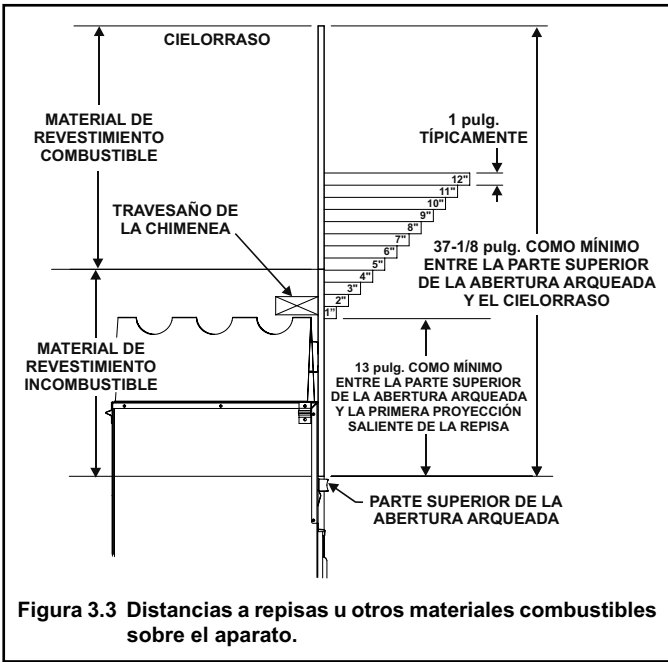 CIELORRASO
MATERIAL DE
REVESTIMIENTO
COMBUSTIBLE
1 pulg.
TÍPICAMENTE
12"
11"
10"
9"
8"
7"
6"
5"
4"
3"
2"
1"
TRAVESAÑO DE
LA CHIMENEA
37-1/8 pulg. COMO MÍNIMO
ENTRE LA PARTE SUPERIOR
DE LA ABERTURA ARQUEADA
Y EL CIELORRASO
MATERIAL DE
REVESTIMIENTO
INCOMBUSTIBLE
13 pulg. COMO MÍNIMO
ENTRE LA PARTE SUPERIOR
DE LA ABERTURA ARQUEADA
Y LA PRIMERA PROYECCIÓN
SALIENTE DE LA REPISA
PARTE SUPERIOR DE LA
ABERTURA ARQUEADA
Figura 3.3 Distancias a repisas u otros materiales combustibles
sobre el aparato.